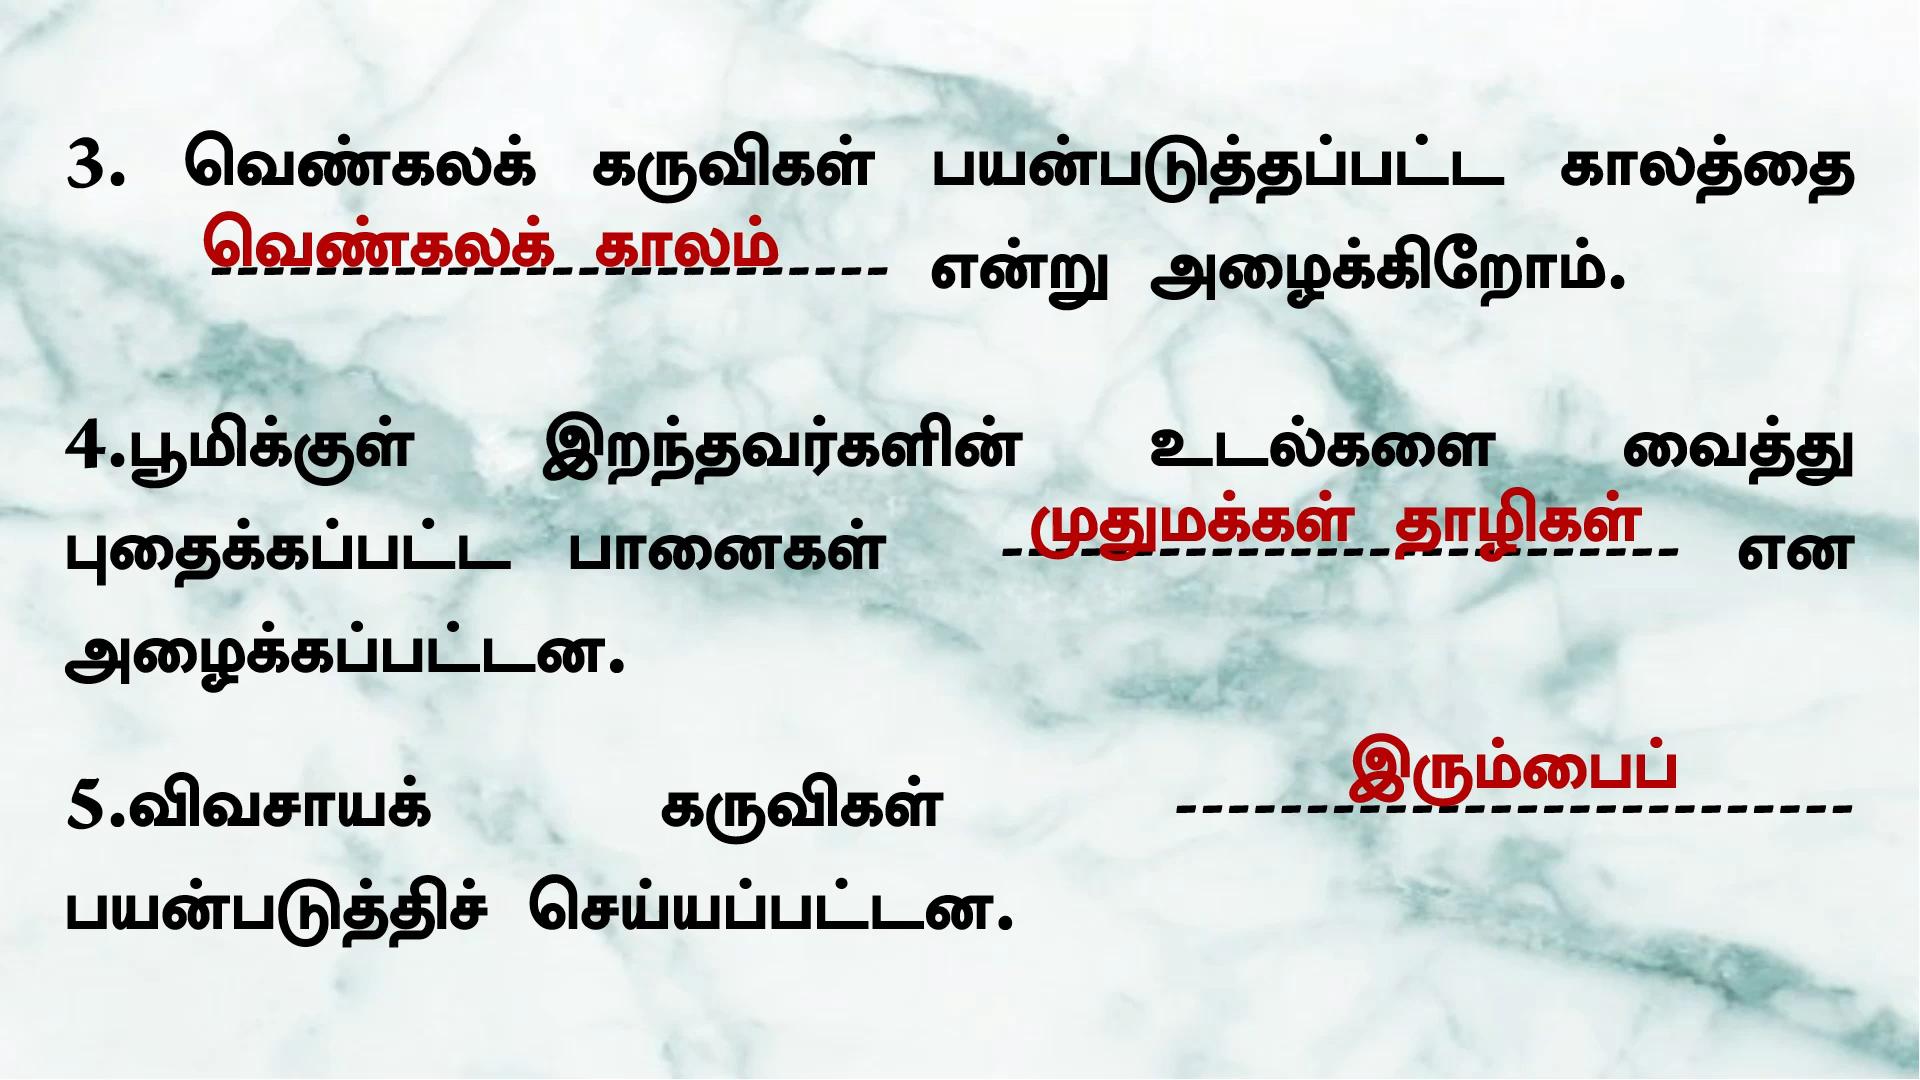 3. வெண்கலக் கருவிகள் பயன்படுத்தப்பட்ட காலத்தை
வெண்கலக் காலம்
-------------------------- என்று அழைக்கிறோம்.
4.பூமிக்குள் இறந்தவர்களின் உடல்களை வைத்து
முதுமக்கள் தாழிகள்
புதைக்கப்பட்ட பானைகள் -------------------------- என
அழைக்கப்பட்டன.
இரும்பைப்
5.விவசாயக் கருவிகள் --------------------------
பயன்படுத்திச் செய்யப்பட்டன.